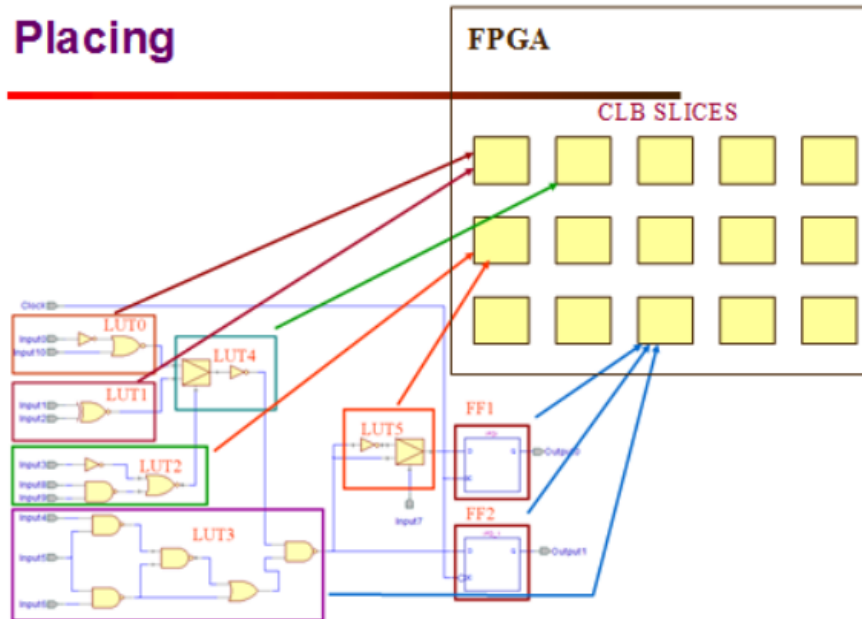 Placing
FPGA
CLB SLICES
Clock
LUT0
Input0
Input10
LUT4
LUT1
Input1
Input2
LUT5
FF1
LUT2
Input3
Input8
Input9
D
Q
Output0
Input7
FF2
LUT3
Input4
Input5
Input6
D
Q
Output1